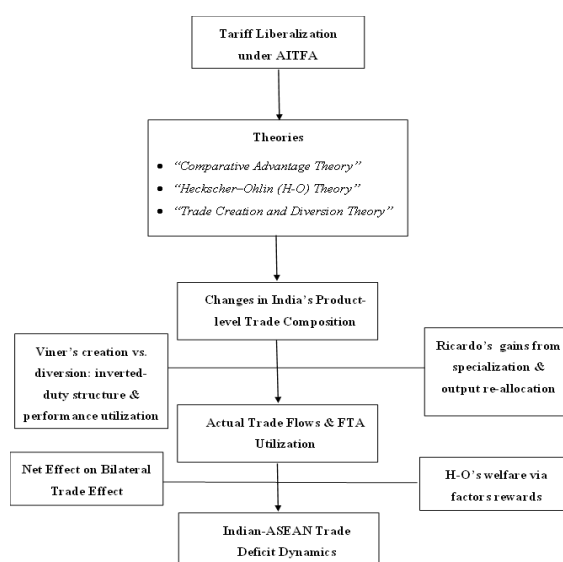 Tariff Liberalization
under AITFA
Theories
• “Comparative Advantage Theory”
• “Heckscher–Ohlin (H-O) Theory”
• “Trade Creation and Diversion Theory”
Changes in India’s Product-
level Trade Composition
Viner’s creation vs.
diversion: inverted-
duty structure &
performance utilization
Ricardo’s gains from
specialization &
output re-allocation
Actual Trade Flows & FTA
Utilization
Net Effect on Bilateral
Trade Effect
H-O’s welfare via
factors rewards
Indian-ASEAN Trade
Deficit Dynamics